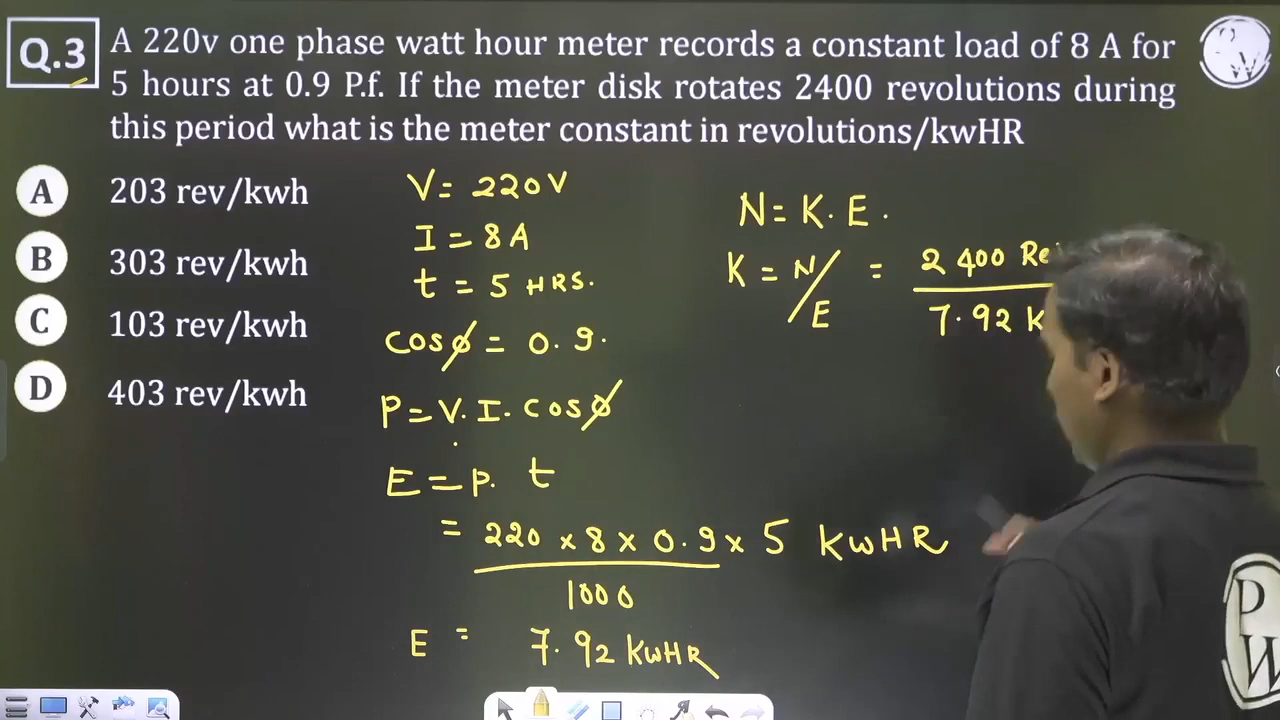 Q.3
A 220v one phase watt hour meter records a constant load of 8 A for
5 hours at 0.9 P.f. If the meter disk rotates 2400 revolutions during
this period what is the meter constant in revolutions/kwHR
A 203 rev/kwh
B 303 rev/kwh
C 103 rev/kwh
D 403 rev/kwh
V = 220V
I = 8A
t = 5 HRS.
cosϕ = 0.9.
P = V.I.cosϕ
E = p. t
= 220 × 8 × 0.9 × 5 KWHR
1000
E = 7.92 KWHR
N = K.E.
K = N/E = 2400 Re
7.92 K
P
W